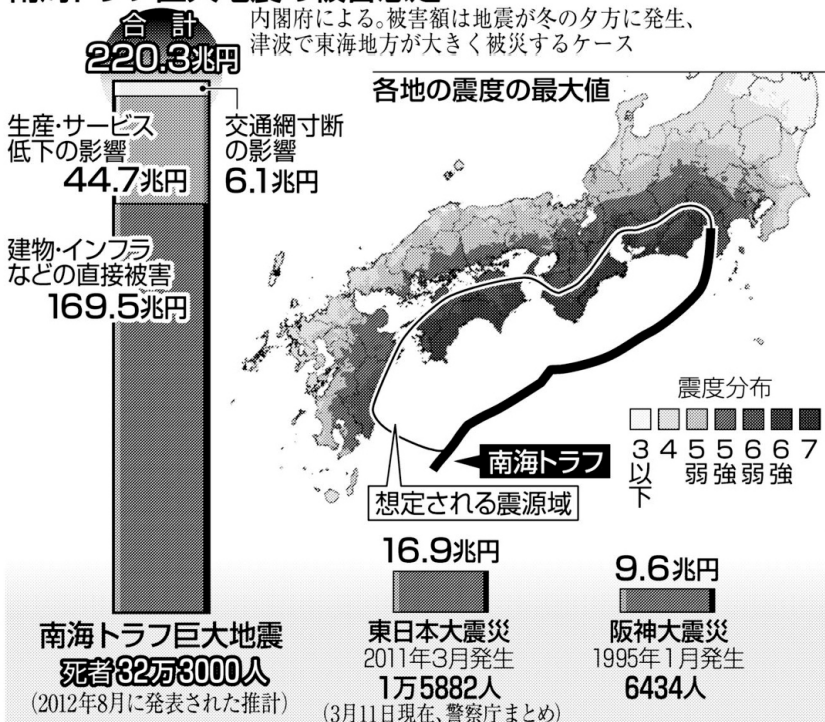 合計
220.3兆円
内閣府による。被害額は地震が冬の夕方に発生、
津波で東海地方が大きく被災するケース
各地の震度の最大値
生産・サービス
低下の影響
44.7兆円
交通網寸断
の影響
6.1兆円
建物・インフラ
などの直接被害
169.5兆円
震度分布
3以下
4
5弱
5強
6弱
6強
7
南海トラフ
想定される震源域
南海トラフ巨大地震
死者32万3000人
(2012年8月に発表された推計)
16.9兆円
東日本大震災
2011年3月発生
1万5882人
(3月11日現在、警察庁まとめ)
9.6兆円
阪神大震災
1995年1月発生
6434人